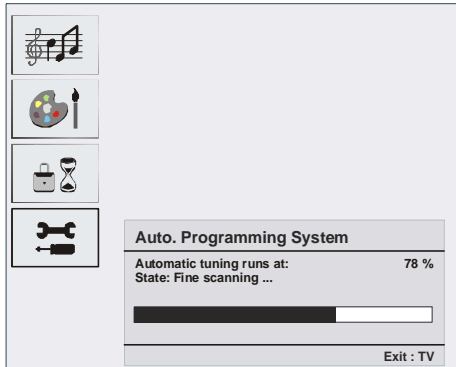 Auto. Programming System
Automatic tuning runs at: 78 %
State: Fine scanning ...
Exit : TV